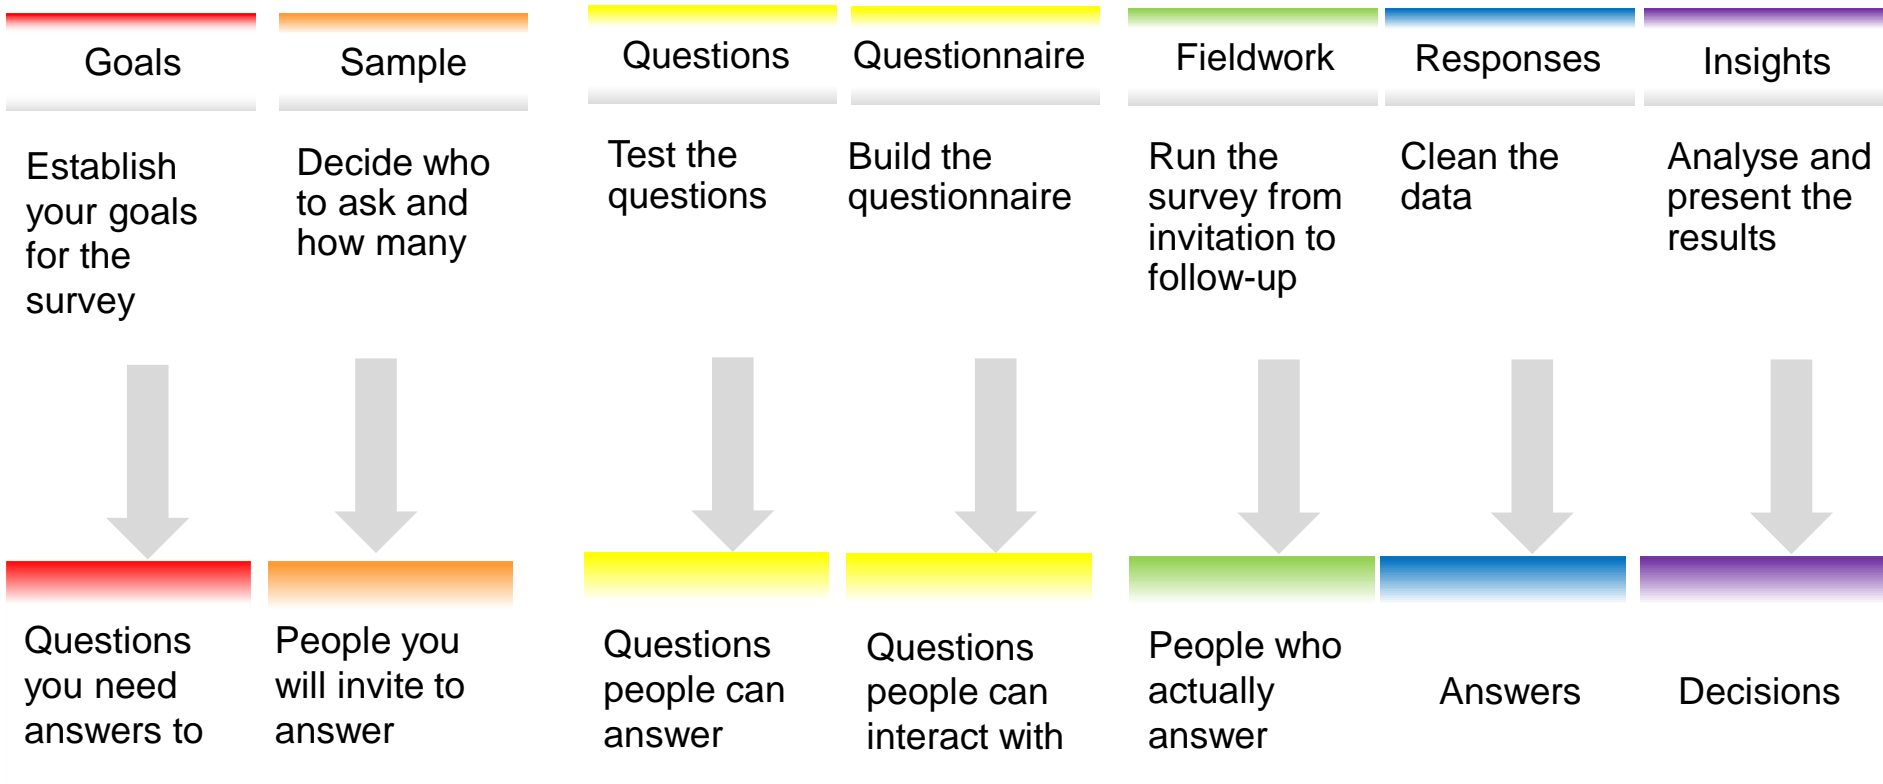 Goals
Sample
Questions
Questionnaire
Fieldwork
Responses
Insights
Establish
your goals
for the
survey
Decide who
to ask and
how many
Test the
questions
Build the
questionnaire
Run the
survey from
invitation to
follow-up
Clean the
data
Analyse and
present the
results
Questions
you need
answers to
People you
will invite to
answer
Questions
people can
answer
Questions
people can
interact with
People who
actually
answer
Answers
Decisions